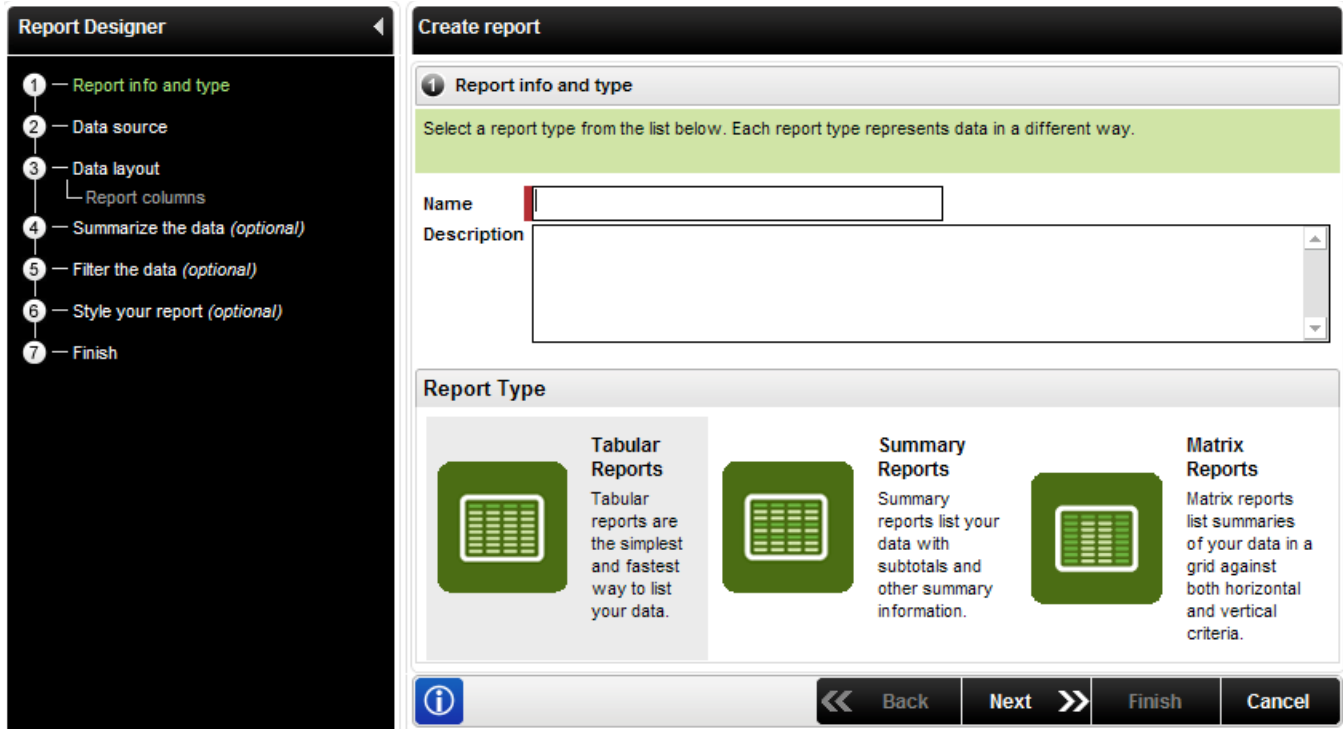 Report Designer
1 Report info and type
2 Data source
3 Data layout
Report columns
4 Summarize the data (optional)
5 Filter the data (optional)
6 Style your report (optional)
7 Finish
Create report
1 Report info and type
Select a report type from the list below. Each report type represents data in a different way.
Name
Description
Report Type
Tabular
Reports
Tabular
reports are
the simplest
and fastest
way to list
your data.
Summary
Reports
Summary
reports list your
data with
subtotals and
other summary
information.
Matrix
Reports
Matrix reports
list summaries
of your data in a
grid against
both horizontal
and vertical
criteria.
Back Next Finish Cancel